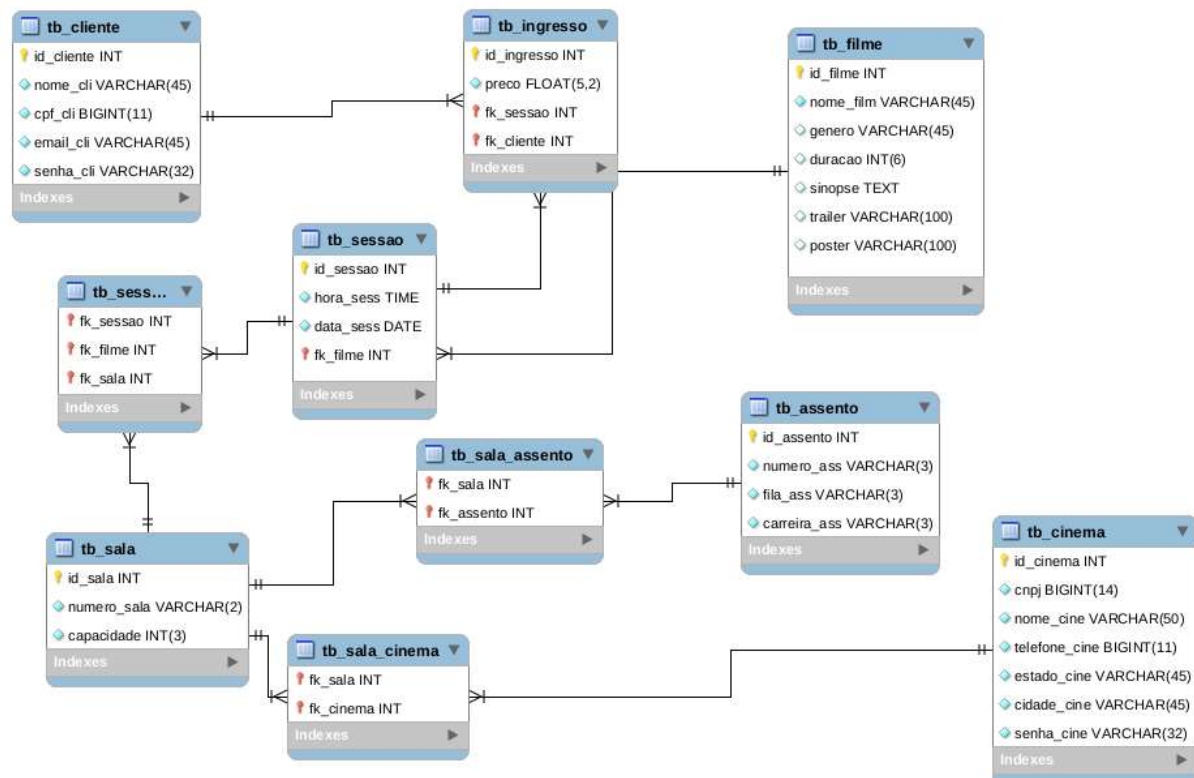 tb_cliente
id_cliente INT
nome_cli VARCHAR(45)
cpf_cli BIGINT(11)
email_cli VARCHAR(45)
senha_cli VARCHAR(32)
Indexes
tb_ingresso
id_ingresso INT
preco FLOAT(5,2)
fk_sessao INT
fk_cliente INT
Indexes
tb_filme
id_filme INT
nome_film VARCHAR(45)
genero VARCHAR(45)
duracao INT(6)
sinopse TEXT
trailer VARCHAR(100)
poster VARCHAR(100)
Indexes
tb_sessao
id_sessao INT
hora_sess TIME
data_sess DATE
fk_filme INT
Indexes
tb_sess...
fk_sessao INT
fk_filme INT
fk_sala INT
Indexes
tb_sala_assento
fk_sala INT
fk_assento INT
Indexes
tb_assento
id_assento INT
numero_ass VARCHAR(3)
fila_ass VARCHAR(3)
carreira_ass VARCHAR(3)
Indexes
tb_sala
id_sala INT
numero_sala VARCHAR(2)
capacidade INT(3)
Indexes
tb_sala_cinema
fk_sala INT
fk_cinema INT
Indexes
tb_cinema
id_cinema INT
cnpj BIGINT(14)
nome_cine VARCHAR(50)
telefone_cine BIGINT(11)
estado_cine VARCHAR(45)
cidade_cine VARCHAR(45)
senha_cine VARCHAR(32)
Indexes